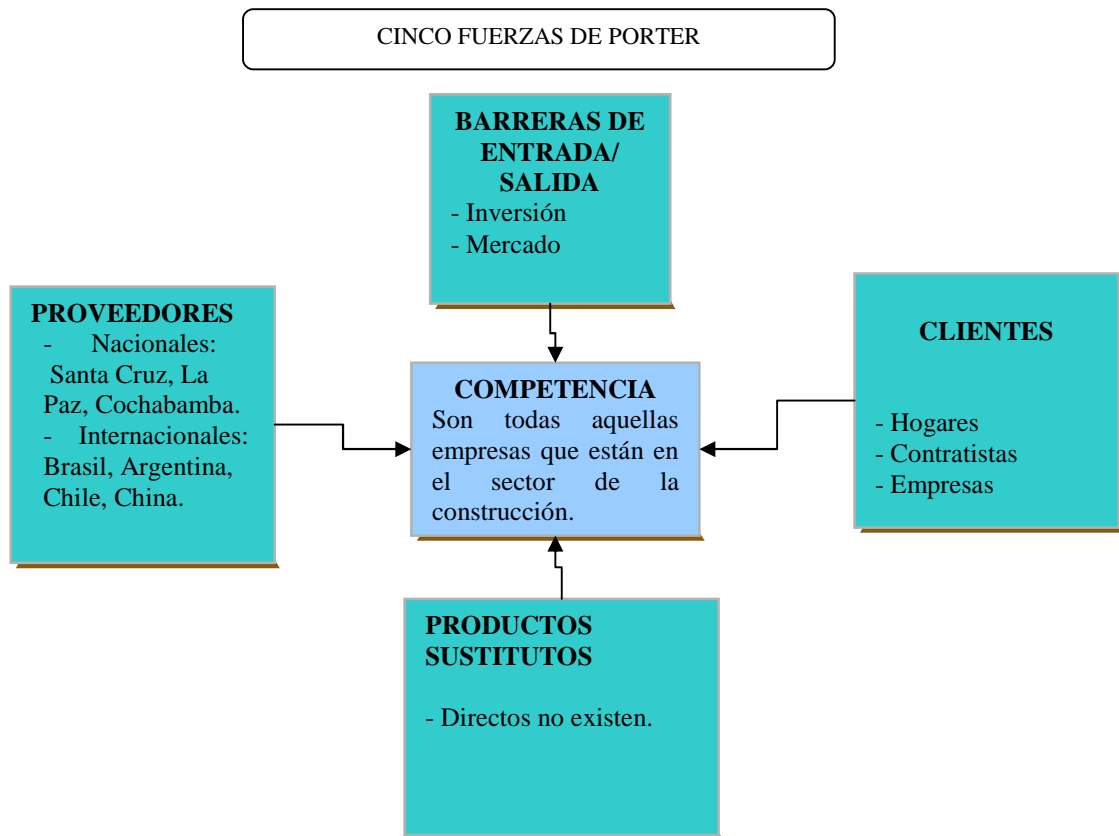 CINCO FUERZAS DE PORTER
BARRERAS DE
ENTRADA/
SALIDA
- Inversión
- Mercado
PROVEEDORES
- Nacionales:
Santa Cruz, La
Paz, Cochabamba.
- Internacionales:
Brasil, Argentina,
Chile, China.
COMPETENCIA
Son todas aquellas
empresas que están en
el sector de la
construcción.
CLIENTES
- Hogares
- Contratistas
- Empresas
PRODUCTOS
SUSTITUTOS
- Directos no existen.